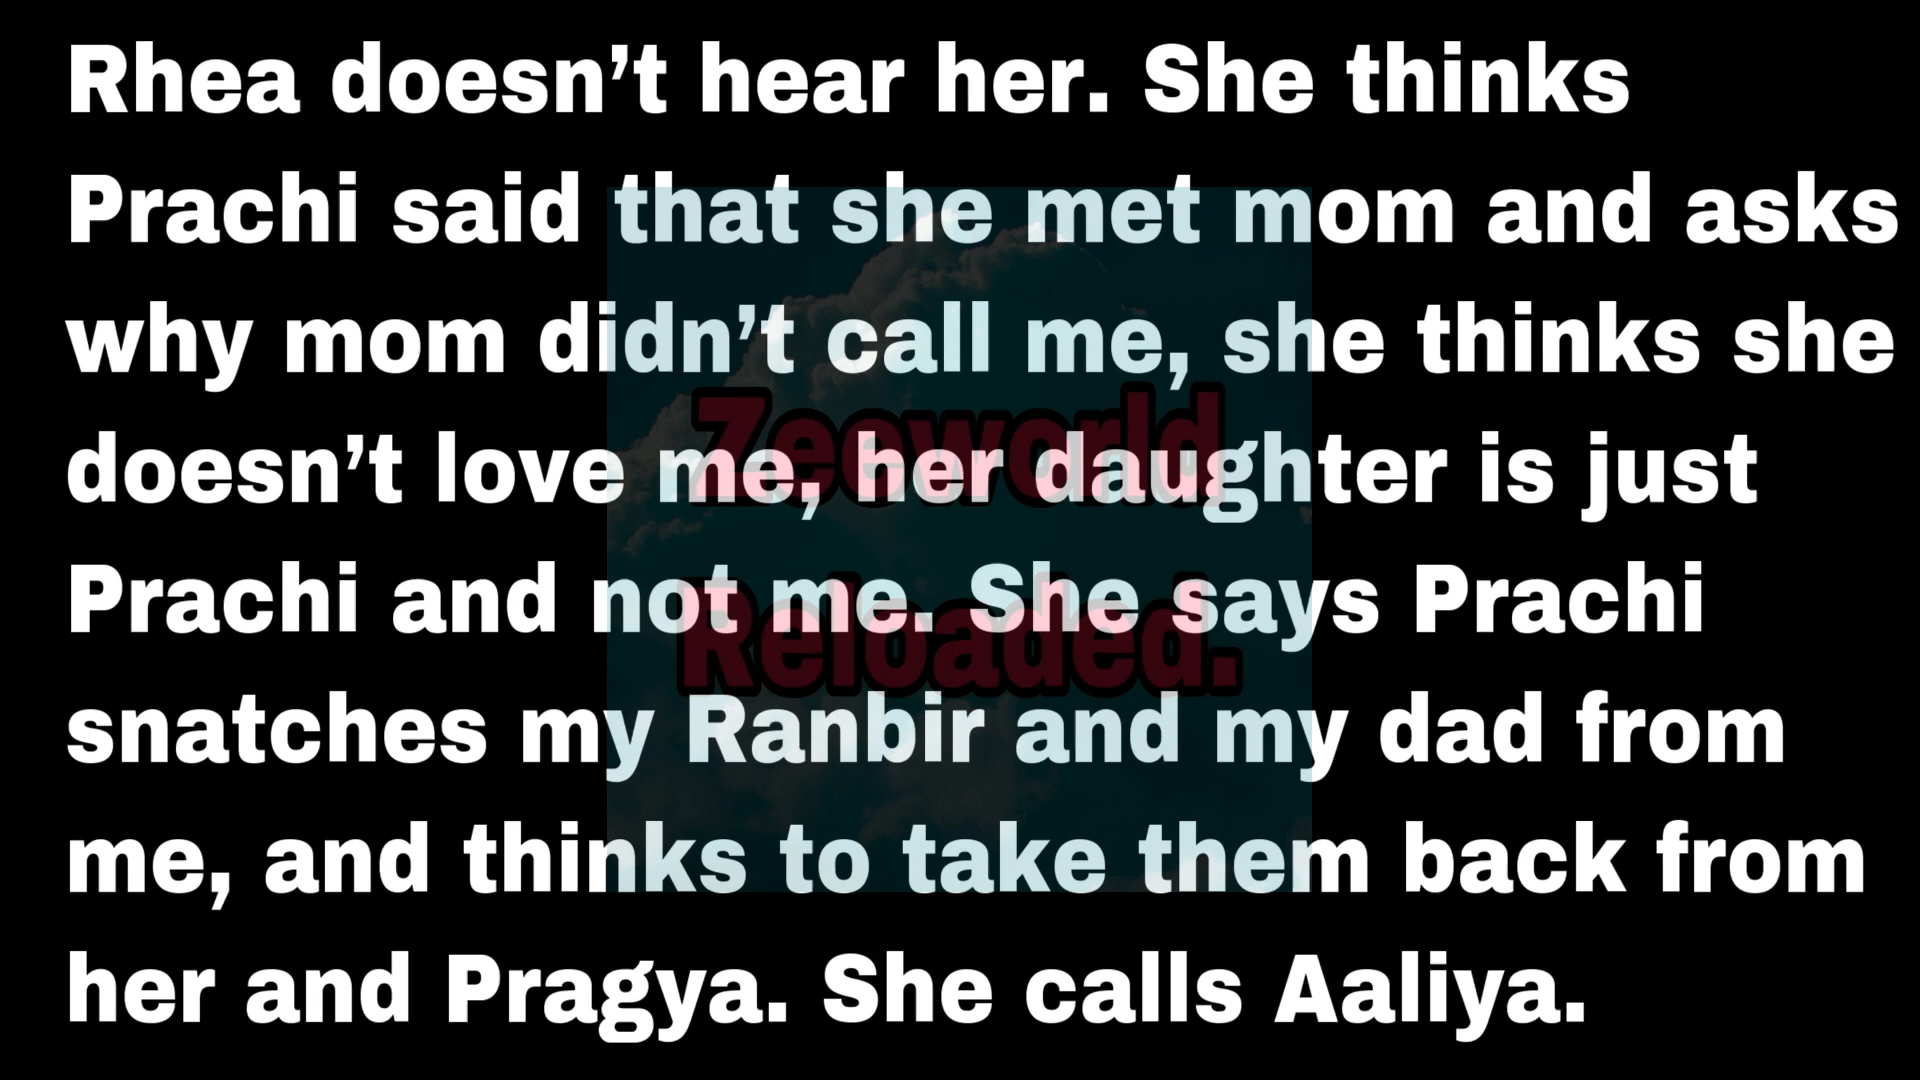 Rhea doesn’t hear her. She thinks
Prachi said that she met mom and asks
why mom didn’t call me, she thinks she
doesn’t love me, her daughter is just
Prachi and not me. She says Prachi
snatches my Ranbir and my dad from
me, and thinks to take them back from
her and Pragya. She calls Aaliya.
Zeeworld
Reloaded.